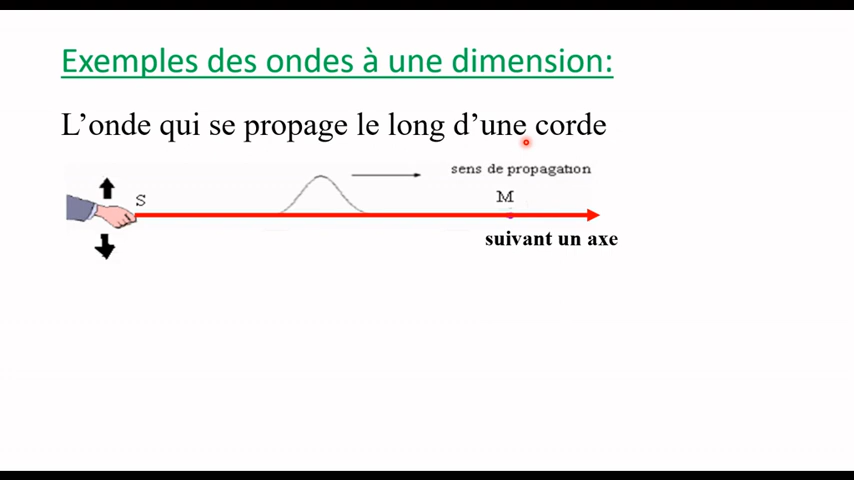 Exemples des ondes à une dimension:
L'onde qui se propage le long d'une corde
sens de propagation
S
M
suivant un axe